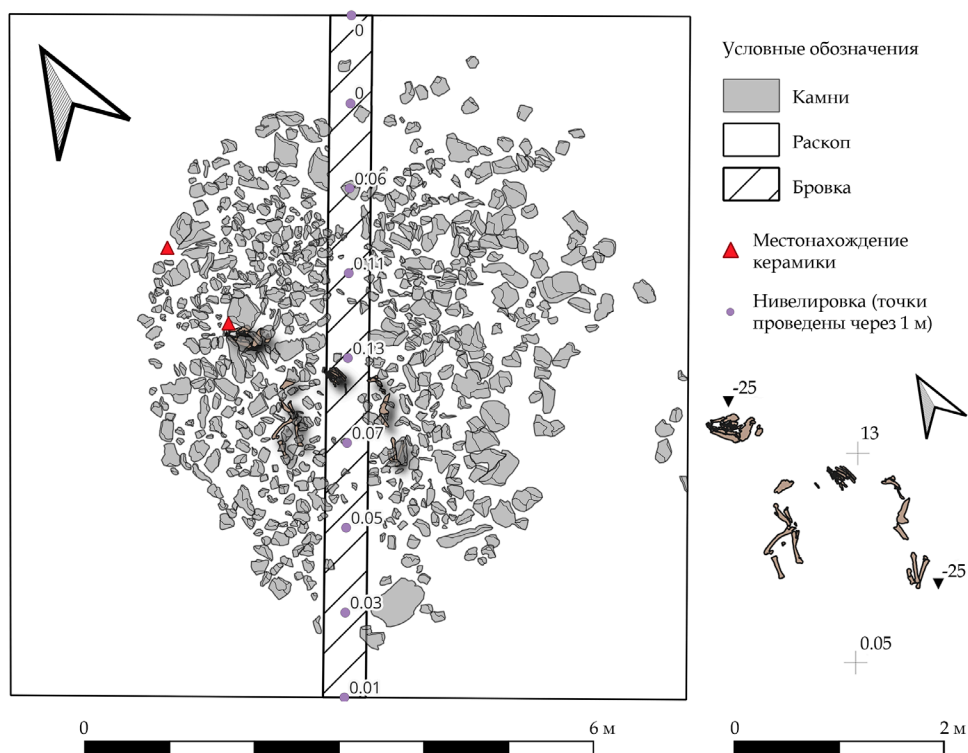 0
0
0.06
0.11
0.13
0.07
0.05
0.03
0.01
0
6 м
Условные обозначения
Камни
Раскоп
Бровка
Местонахождение
керамики
Нивелировка (точки
проведены через 1 м)
-25
13
-25
0.05
0
2 м